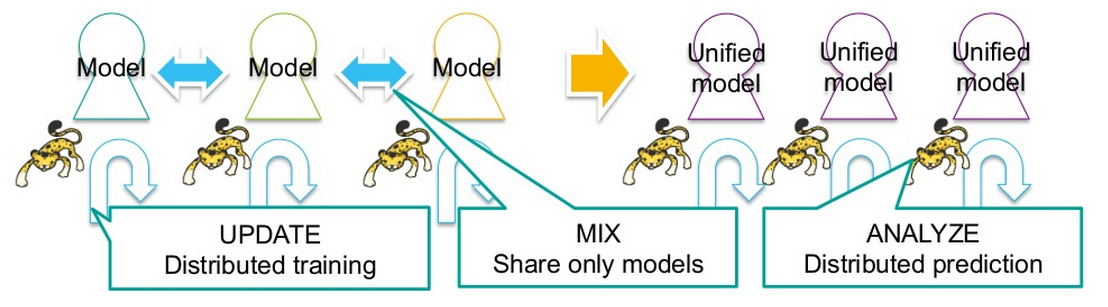 Model
Model
Model
Unified
model
Unified
model
Unified
model
UPDATE
Distributed training
MIX
Share only models
ANALYZE
Distributed prediction